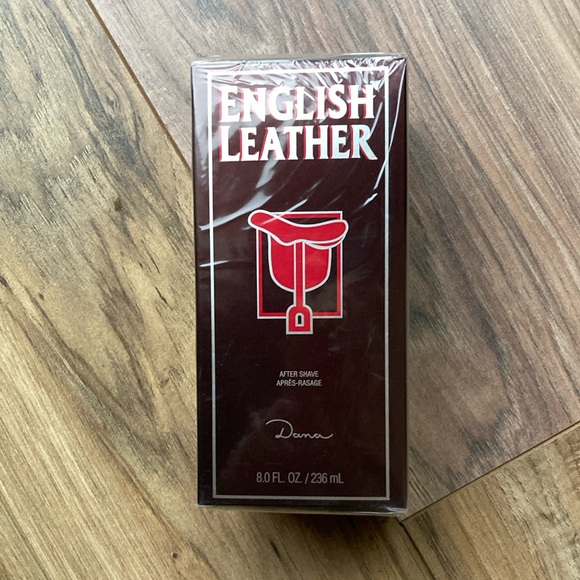 ENGLISH
LEATHER
AFTER SHAVE
APRÈS-RASAGE
Dana
8.0 FL. OZ. / 236 mL